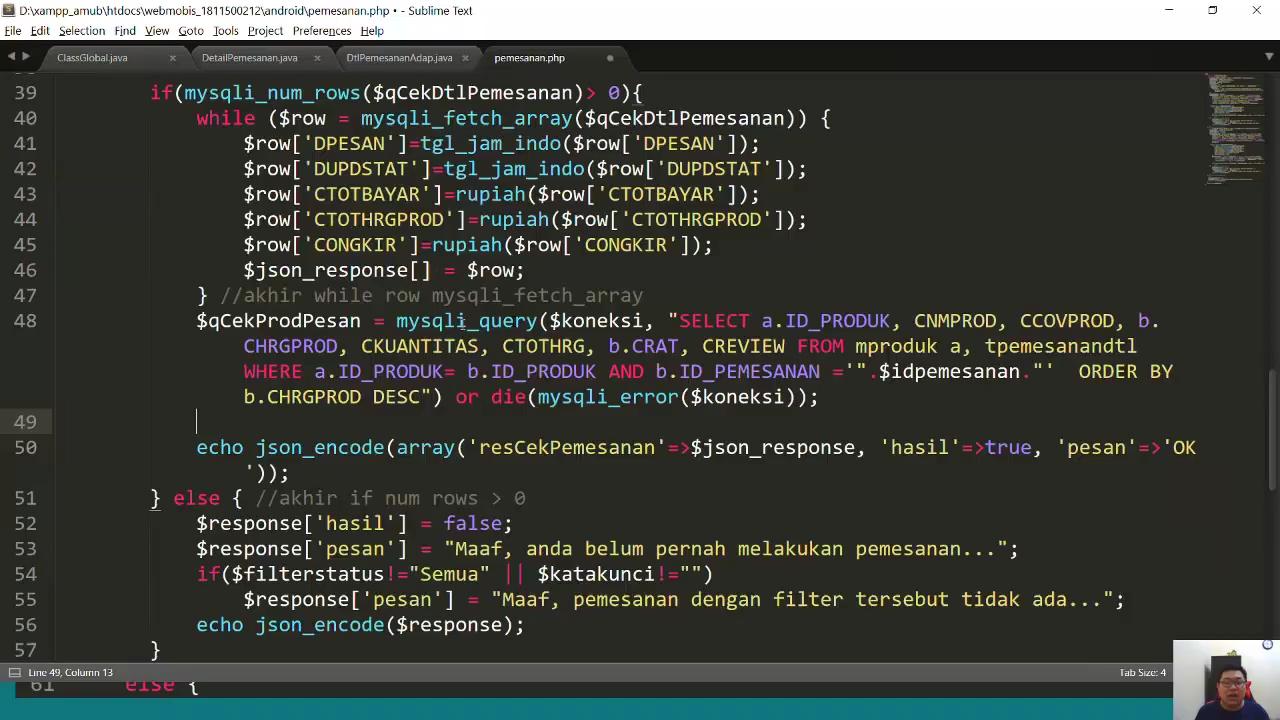 D:\xampp_amub\htdocs\webmobis_1811500212\android\pemesanan.php • - Sublime Text
File Edit Selection Find View Goto Tools Project Preferences Help
ClassGlobal.java DetailPemesanan.java DtlPemesananAdap.java pemesanan.php
39 if(mysqli_num_rows($qCekDtlPemesanan)> 0){
40 while ($row = mysqli_fetch_array($qCekDtlPemesanan)) {
41 $row['DPESAN']=tgl_jam_indo($row['DPESAN']);
42 $row['DUPDSTAT']=tgl_jam_indo($row['DUPDSTAT']);
43 $row['CTOTBAYAR']=rupiah($row['CTOTBAYAR']);
44 $row['CTOTHRGPROD']=rupiah($row['CTOTHRGPROD']);
45 $row['CONGKIR']=rupiah($row['CONGKIR']);
46 $json_response[] = $row;
47 } //akhir while row mysqli_fetch_array
48 $qCekProdPesan = mysqli_query($koneksi, "SELECT a.ID_PRODUK, CNMPROD, CCOVPROD, b.
CHRGPROD, CKUANTITAS, CTOTHRG, b.CRAT, CREVIEW FROM mproduk a, tpemesanandtl
WHERE a.ID_PRODUK= b.ID_PRODUK AND b.ID_PEMESANAN ='".$idpemesanan."' ORDER BY
b.CHRGPROD DESC") or die(mysqli_error($koneksi));
49
50 echo json_encode(array('resCekPemesanan'=>$json_response, 'hasil'=>true, 'pesan'=>'OK
'));
51 } else { //akhir if num rows > 0
52 $response['hasil'] = false;
53 $response['pesan'] = "Maaf, anda belum pernah melakukan pemesanan...";
54 if($filterstatus!="Semua" || $katakunci!="")
55 $response['pesan'] = "Maaf, pemesanan dengan filter tersebut tidak ada...";
56 echo json_encode($response);
57 }
Line 49, Column 13 Tab Size: 4
61 else {